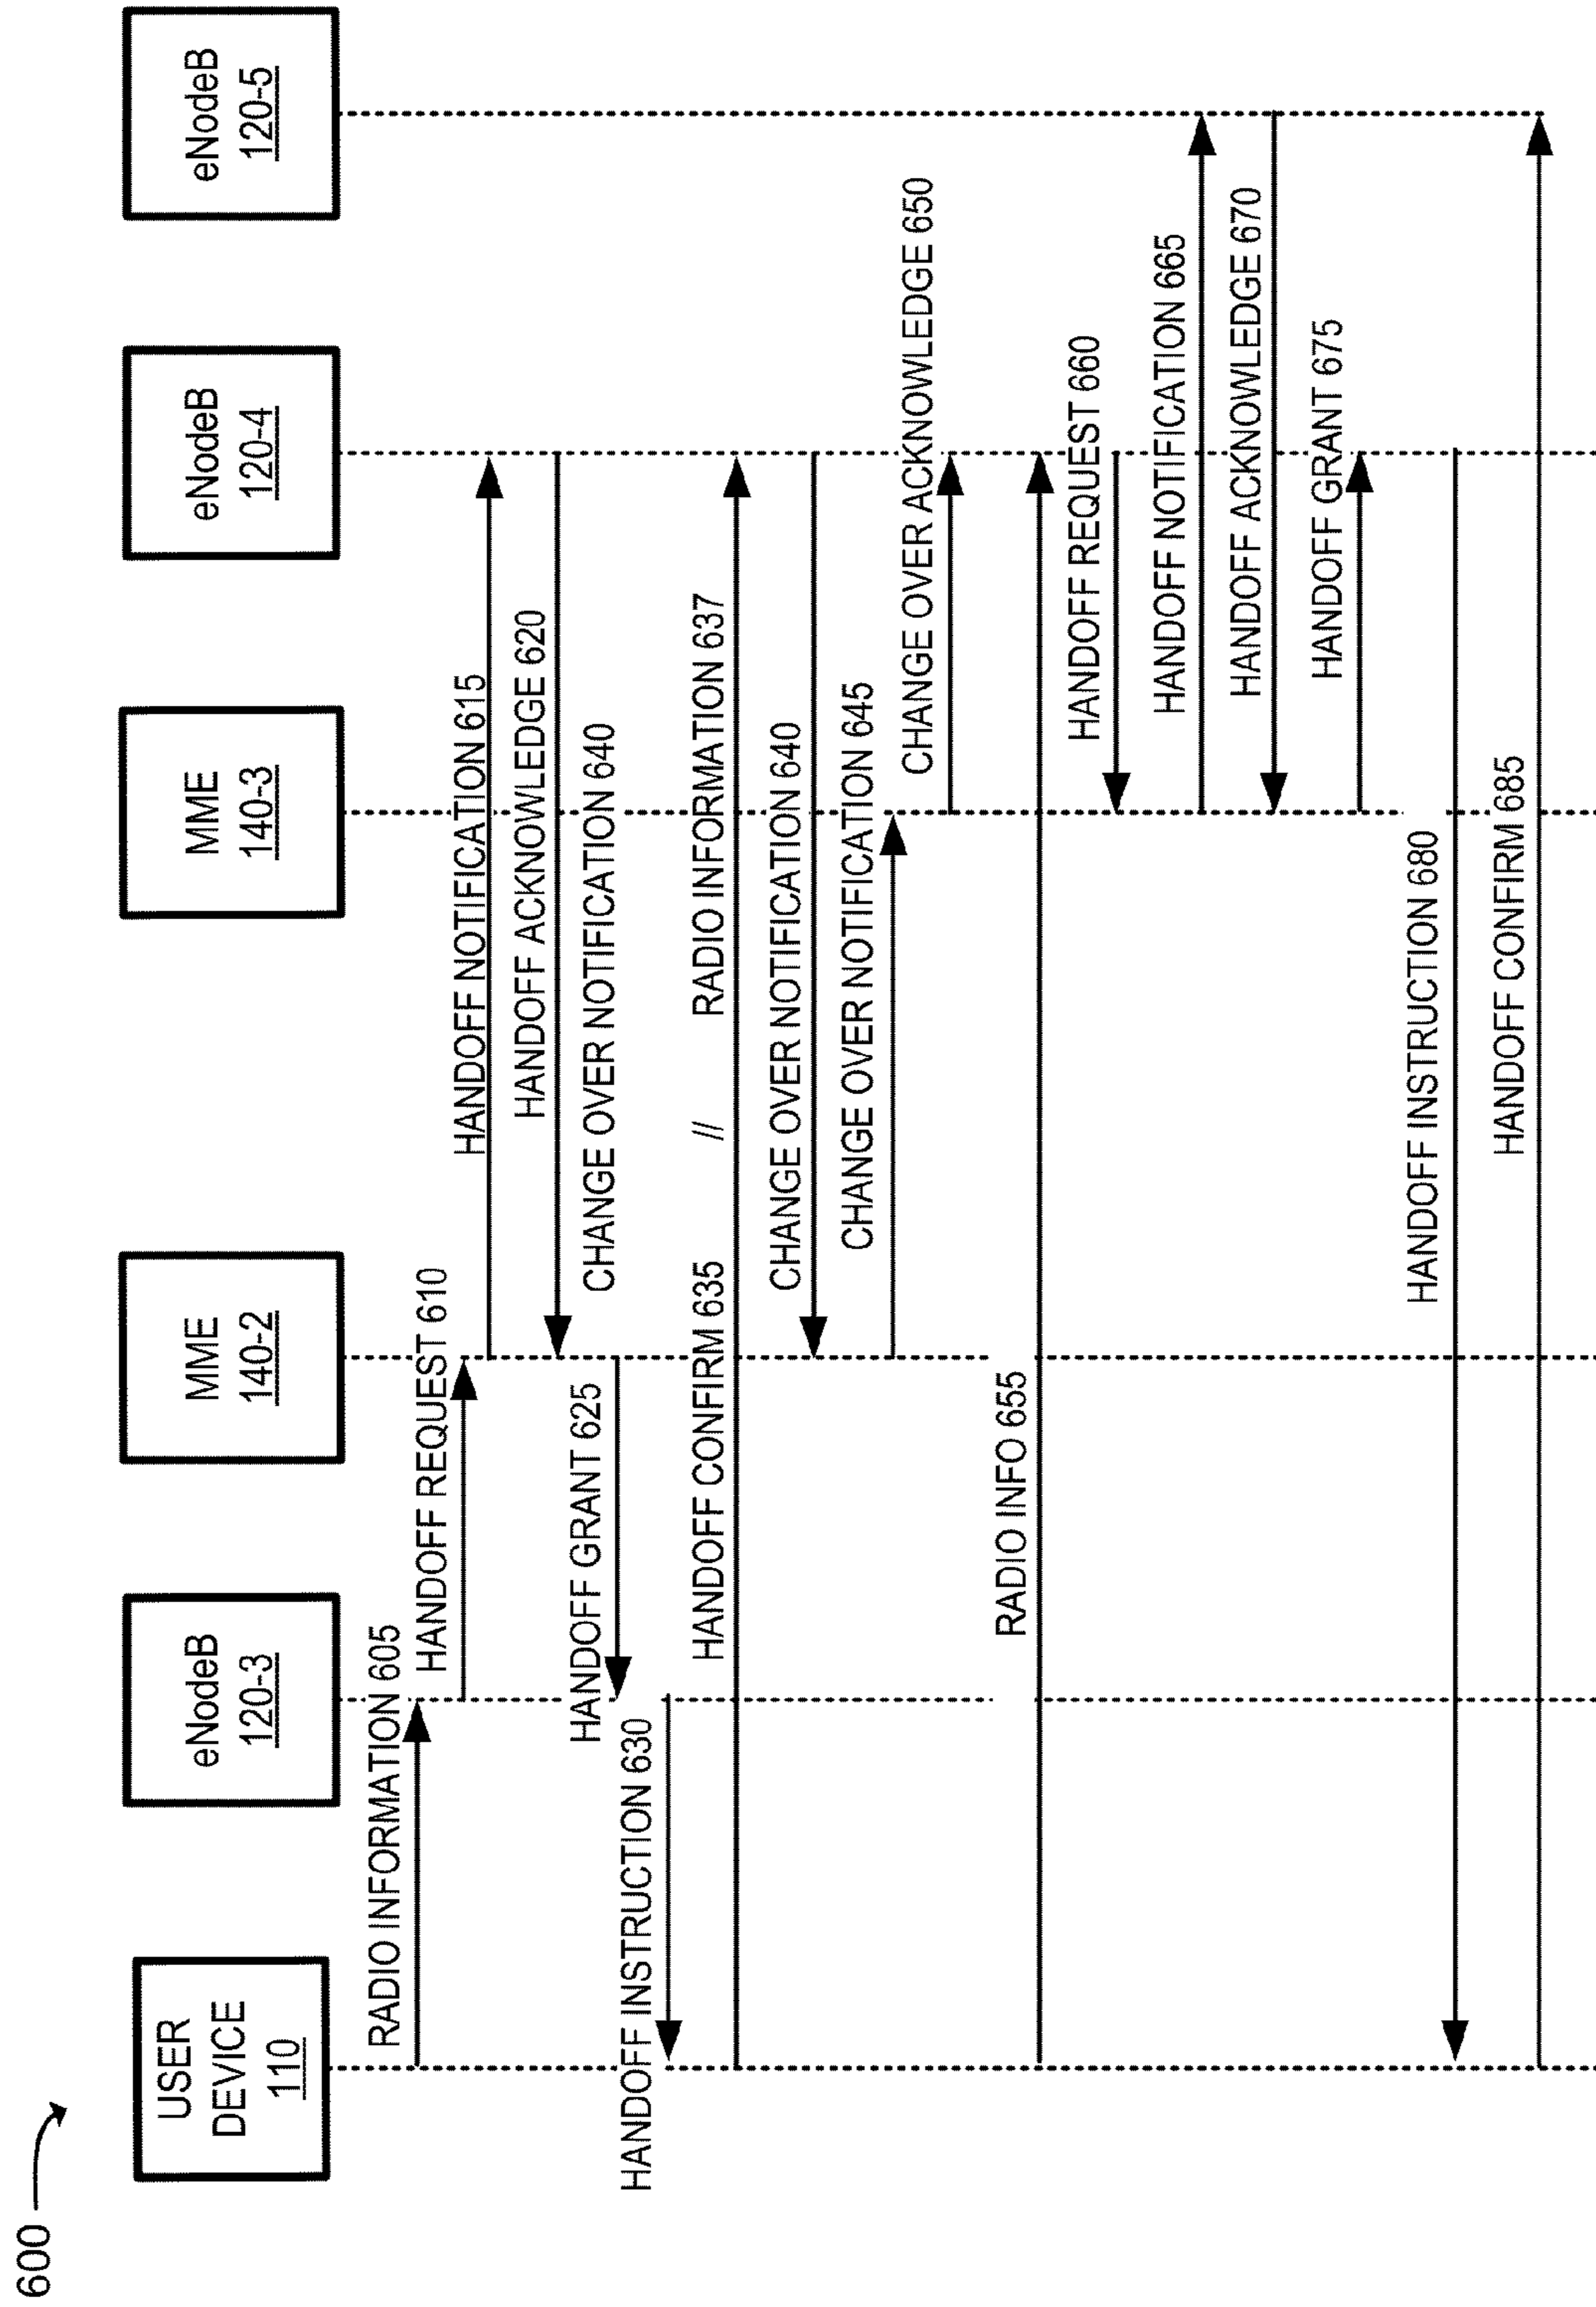 600
USER
DEVICE
110
eNodeB
120-3
MME
140-2
MME
140-3
eNodeB
120-4
eNodeB
120-5
RADIO INFORMATION 605
HANDOFF REQUEST 610
HANDOFF NOTIFICATION 615
HANDOFF ACKNOWLEDGE 620
HANDOFF GRANT 625
CHANGE OVER NOTIFICATION 640
HANDOFF INSTRUCTION 630
HANDOFF CONFIRM 635 // RADIO INFORMATION 637
CHANGE OVER NOTIFICATION 640
CHANGE OVER NOTIFICATION 645
CHANGE OVER ACKNOWLEDGE 650
RADIO INFO 655
HANDOFF REQUEST 660
HANDOFF NOTIFICATION 665
HANDOFF ACKNOWLEDGE 670
HANDOFF GRANT 675
HANDOFF INSTRUCTION 680
HANDOFF CONFIRM 685